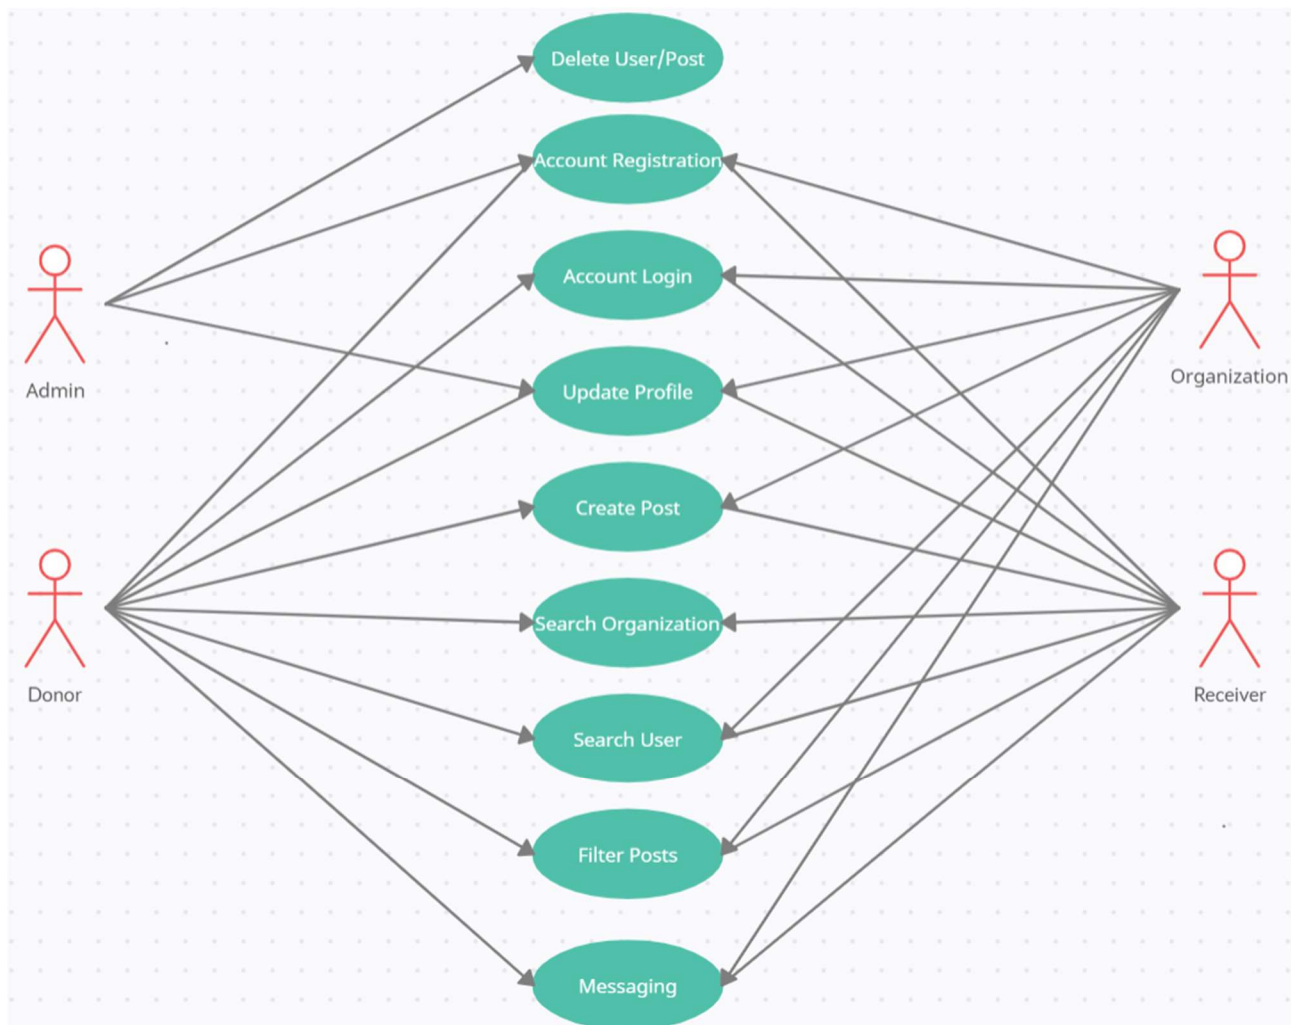 Delete User/Post
Account Registration
Account Login
Admin
Update Profile
Organization
Create Post
Search Organization
Donor
Receiver
Search User
Filter Posts
Messaging